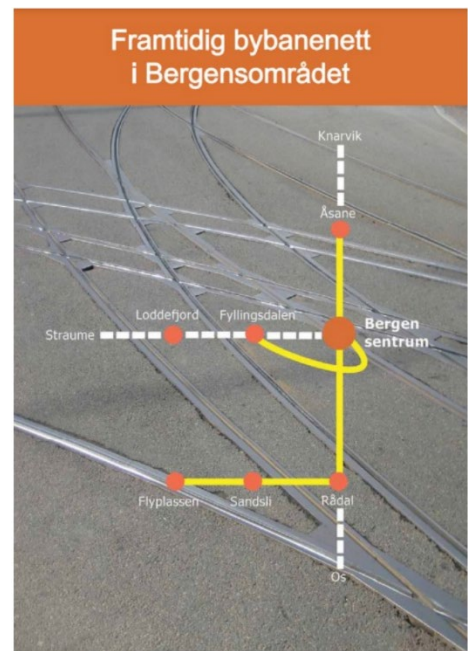 Framtidig bybanenett
i Bergensområdet
Knarvik
Åsane
Loddefjord
Fyllingsdalen
Straume
Bergen
sentrum
Flyplassen
Sandsli
Rådal
Os